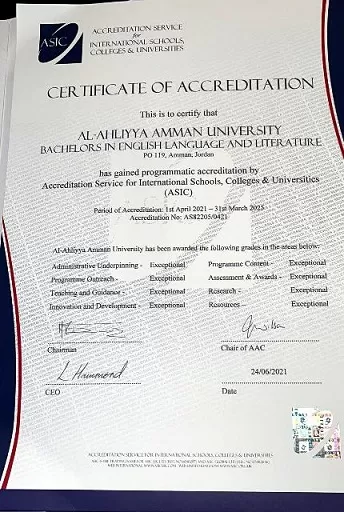 ASIC
ACCREDITATION SERVICE
for
INTERNATIONAL SCHOOLS,
COLLEGES & UNIVERSITIES
CERTIFICATE OF ACCREDITATION
This is to certify that
AL-AHLIYYA AMMAN UNIVERSITY
BACHELORS IN ENGLISH LANGUAGE AND LITERATURE
PO 119, Amman, Jordan
has gained programmatic accreditation by
Accreditation Service for International Schools, Colleges & Universities
(ASIC)
Period of Accreditation: 1st April 2021 – 31st March 2025
Accreditation No: AS82205/0421
Al-Ahliyya Amman University has been awarded the following grades in the areas below:
Administrative Underpinning - Exceptional Programme Content - Exceptional
Programme Outreach - Exceptional Assessment & Awards - Exceptional
Teaching and Guidance - Exceptional Research - Exceptional
Innovation and Development - Exceptional Resources - Exceptional
Chairman Chair of AAC
L Hammond 24/06/2021
CEO Date
ACCREDITATION SERVICE FOR INTERNATIONAL SCHOOLS, COLLEGES & UNIVERSITIES